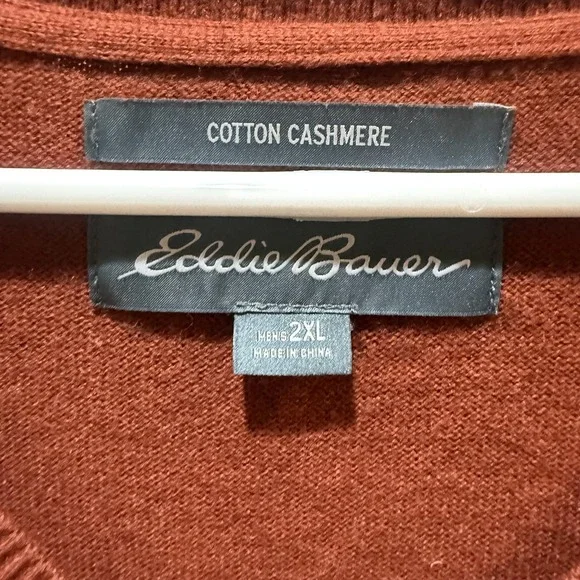 COTTON CASHMERE
Eddie Bauer
MEN'S 2XL
MADE IN CHINA